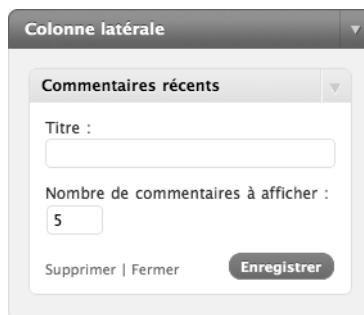 Colonne latérale
Commentaires récents
Titre :
Nombre de commentaires à afficher :
5
Supprimer | Fermer
Enregistrer